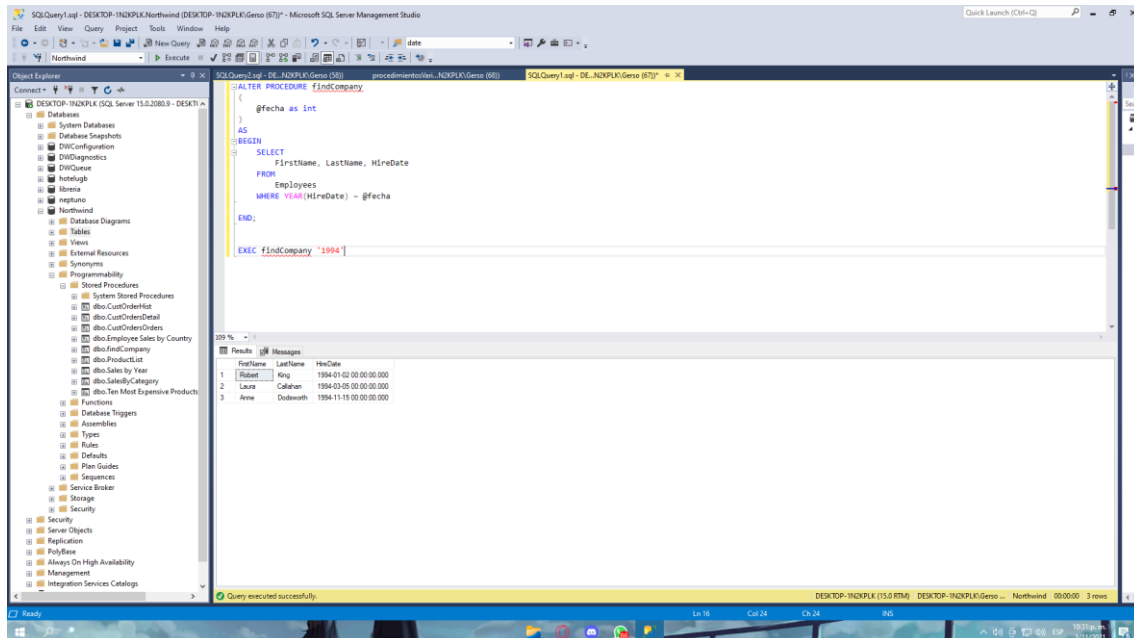 SQLQuery1.sql - DESKTOP-1N2KPLK.Northwind (DESKTOP-1N2KPLK\Gerso (67))* - Microsoft SQL Server Management Studio
Quick Launch (Ctrl+Q)
File Edit View Query Project Tools Window Help
New Query
date
Northwind
Execute
Object Explorer
SQLQuery2.sql - DE...N2KPLK\Gerso (58))
procedimientosVari...N2KPLK\Gerso (68))
SQLQuery1.sql - DE...N2KPLK\Gerso (67))*
Connect
DESKTOP-1N2KPLK (SQL Server 15.0.2080.9 - DESKT
Databases
System Databases
Database Snapshots
DWConfiguration
DWDiagnostics
DWQueue
hotelugb
libreria
neptuno
Northwind
Database Diagrams
Tables
Views
External Resources
Synonyms
Programmability
Stored Procedures
System Stored Procedures
dbo.CustOrderHist
dbo.CustOrdersDetail
dbo.CustOrdersOrders
dbo.Employee Sales by Country
dbo.findCompany
dbo.ProductList
dbo.Sales by Year
dbo.SalesByCategory
dbo.Ten Most Expensive Products
Functions
Database Triggers
Assemblies
Types
Rules
Defaults
Plan Guides
Sequences
Service Broker
Storage
Security
Security
Server Objects
Replication
PolyBase
Always On High Availability
Management
Integration Services Catalogs
ALTER PROCEDURE findCompany
(
@fecha as int
)
AS
BEGIN
SELECT
FirstName, LastName, HireDate
FROM
Employees
WHERE YEAR(HireDate) = @fecha
END;
EXEC findCompany '1994'
109 %
Results Messages
FirstName LastName HireDate
1 Robert King 1994-01-02 00:00:00.000
2 Laura Callahan 1994-03-05 00:00:00.000
3 Anne Dodsworth 1994-11-15 00:00:00.000
Query executed successfully.
DESKTOP-1N2KPLK (15.0 RTM) DESKTOP-1N2KPLK\Gerso ... Northwind 00:00:00 3 rows
Ready
Ln 16 Col 24 Ch 24 INS
ESP
10:31 p. m.